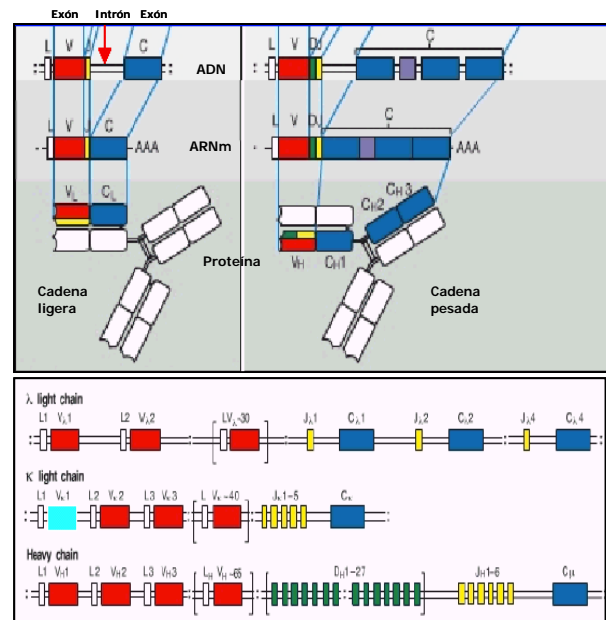 Exón Intrón Exón
L V J C
L V D J C
ADN
L V J C
AAA
L V DJ C
AAA
ARNm
VL CL
CH2 CH3
VH CH1
Proteína
Cadena
ligera
Cadena
pesada
λ light chain
L1 Vλ1 L2 Vλ2 LVλ~30 Jλ1 Cλ1 Jλ2 Cλ2 Jλ4 Cλ4
κ light chain
L1 Vκ1 L2 Vκ2 L3 Vκ3 L Vκ~40 Jκ1-5 Cκ
Heavy chain
L1 VH1 L2 VH2 L3 VH3 LH VH~65 DH1-27 JH1-6 Cμ